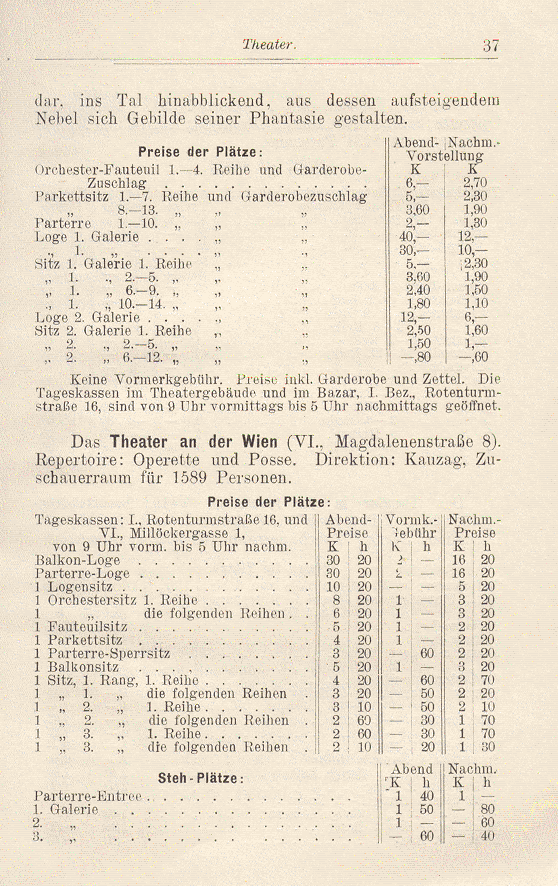 Theater. 37
dar, ins Tal hinabblickend, aus dessen aufsteigendem
Nebel sich Gebilde seiner Phantasie gestalten.
Preise der Plätze: Abend- Nachm.-
Vorstellung
Orchester-Fauteuil 1.—4. Reihe und Garderobe- K K
Zuschlag . . . . . . . . . . . . . 6,— 2,70
Parkettsitz 1.—7. Reihe und Garderobezuschlag 5,— 2,30
„ 8.—13. „ „ „ 3,60 1,90
Parterre 1.—10. „ „ „ 2,— 1,30
Loge 1. Galerie . . . . „ „ 40,— 12,—
„ 1. „ . . . . „ „ 30,— 10,—
Sitz 1. Galerie 1. Reihe „ „ 5,— 2,30
„ 1. „ 2.—5. „ „ „ 3,60 1,90
„ 1. „ 6.—9. „ „ „ 2,40 1,50
„ 1. „ 10.—14. „ „ „ 1,80 1,10
Loge 2. Galerie . . . . „ „ 12,— 6,—
Sitz 2. Galerie 1. Reihe „ „ 2,50 1,60
„ 2. „ 2.—5. „ „ „ 1,50 1,—
„ 2. „ 6.—12. „ „ „ —,80 —,60
Keine Vormerkgebühr. Preise inkl. Garderobe und Zettel. Die
Tageskassen im Theatergebäude und im Bazar, I. Bez., Rotenturm-
straße 16, sind von 9 Uhr vormittags bis 5 Uhr nachmittags geöffnet.
Das Theater an der Wien (VI., Magdalenenstraße 8).
Repertoire: Operette und Posse. Direktion: Kauzag, Zu-
schauerraum für 1589 Personen.
Preise der Plätze:
Tageskassen: I., Rotenturmstraße 16, und Abend- Vormk.- Nachm.-
VI., Millöckergasse 1, Preise gebühr Preise
von 9 Uhr vorm. bis 5 Uhr nachm. K h K h K h
Balkon-Loge . . . . . . . . . . . 30 20 2 — 16 20
Parterre-Loge . . . . . . . . . . . 30 20 2 — 16 20
1 Logensitz . . . . . . . . . . . 10 20 — — 5 20
1 Orchestersitz 1. Reihe . . . . . . . 8 20 1 — 3 20
1 „ die folgenden Reihen . . 6 20 1 — 3 20
1 Fauteuilsitz . . . . . . . . . . . 5 20 1 — 2 20
1 Parkettsitz . . . . . . . . . . . 4 20 1 — 2 20
1 Parterre-Sperrsitz . . . . . . . . . 3 20 — 60 2 20
1 Balkonsitz . . . . . . . . . . . 5 20 1 — 3 20
1 Sitz, 1. Rang, 1. Reihe . . . . . . . 4 20 — 60 2 70
1 „ 1. „ die folgenden Reihen . 3 20 — 50 2 20
1 „ 2. „ 1. Reihe . . . . . . . 3 10 — 50 2 10
1 „ 2. „ die folgenden Reihen . 2 60 — 30 1 70
1 „ 3. „ 1. Reihe . . . . . . . 2 60 — 30 1 70
1 „ 3. „ die folgenden Reihen . 2 10 — 20 1 30
Steh-Plätze: Abend Nachm.
K h K h
Parterre-Entree . . . . . . . . . . . 1 40 1 —
1. Galerie . . . . . . . . . . . . 1 50 — 80
2. „ . . . . . . . . . . . . 1 — — 60
3. „ . . . . . . . . . . . . — 60 — 40